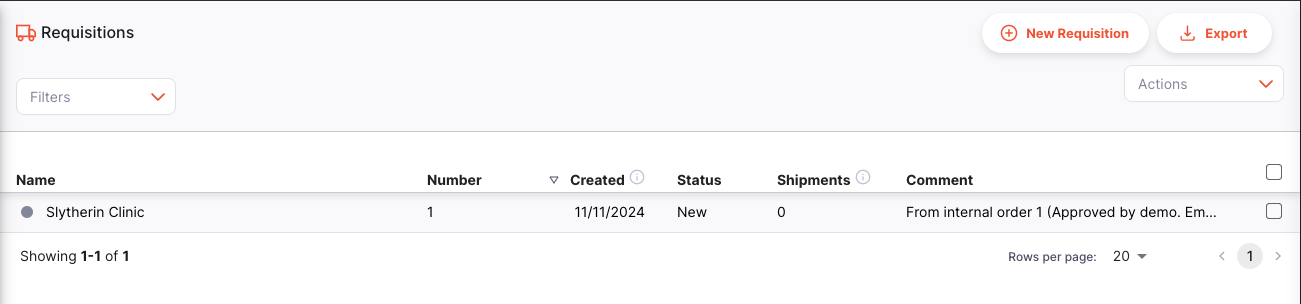 Requisitions
New Requisition
Export
Filters
Actions
Name Number Created Status Shipments Comment
Slytherin Clinic 1 11/11/2024 New 0 From internal order 1 (Approved by demo. Em...
Showing 1-1 of 1
Rows per page: 20
1